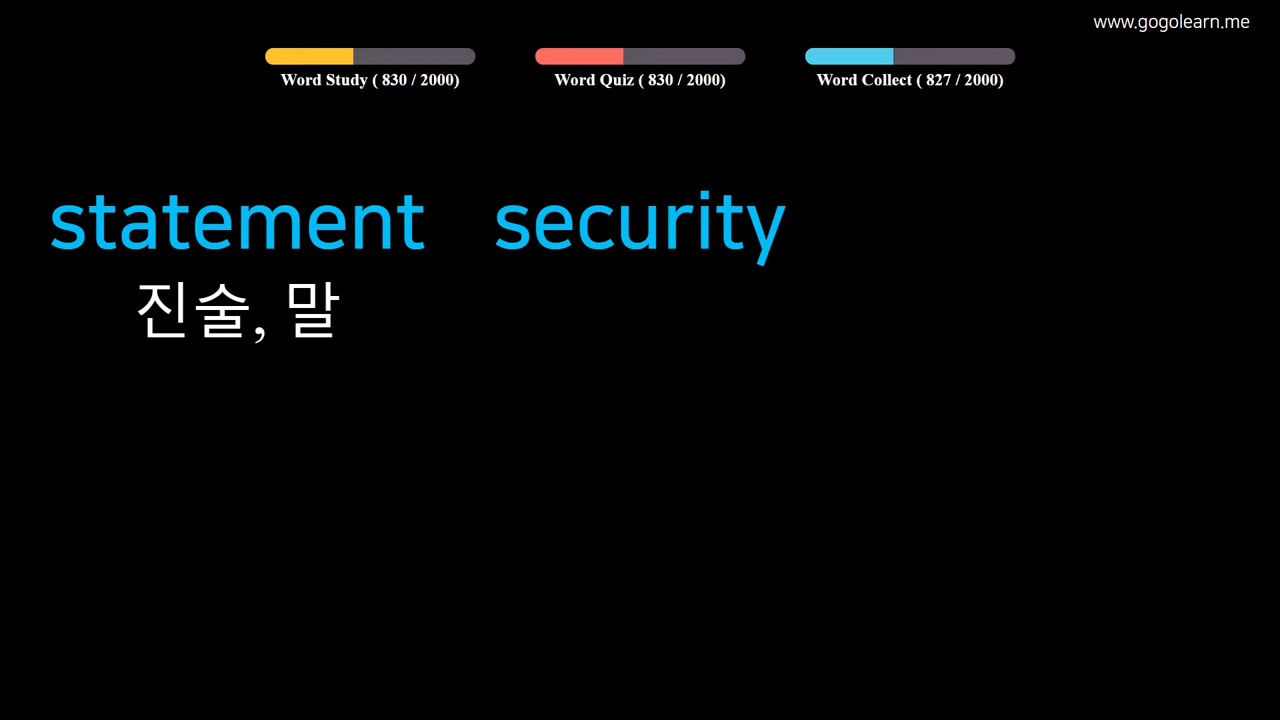 www.gogolearn.me
Word Study ( 830 / 2000)
Word Quiz ( 830 / 2000)
Word Collect ( 827 / 2000)
statement security
진술, 말